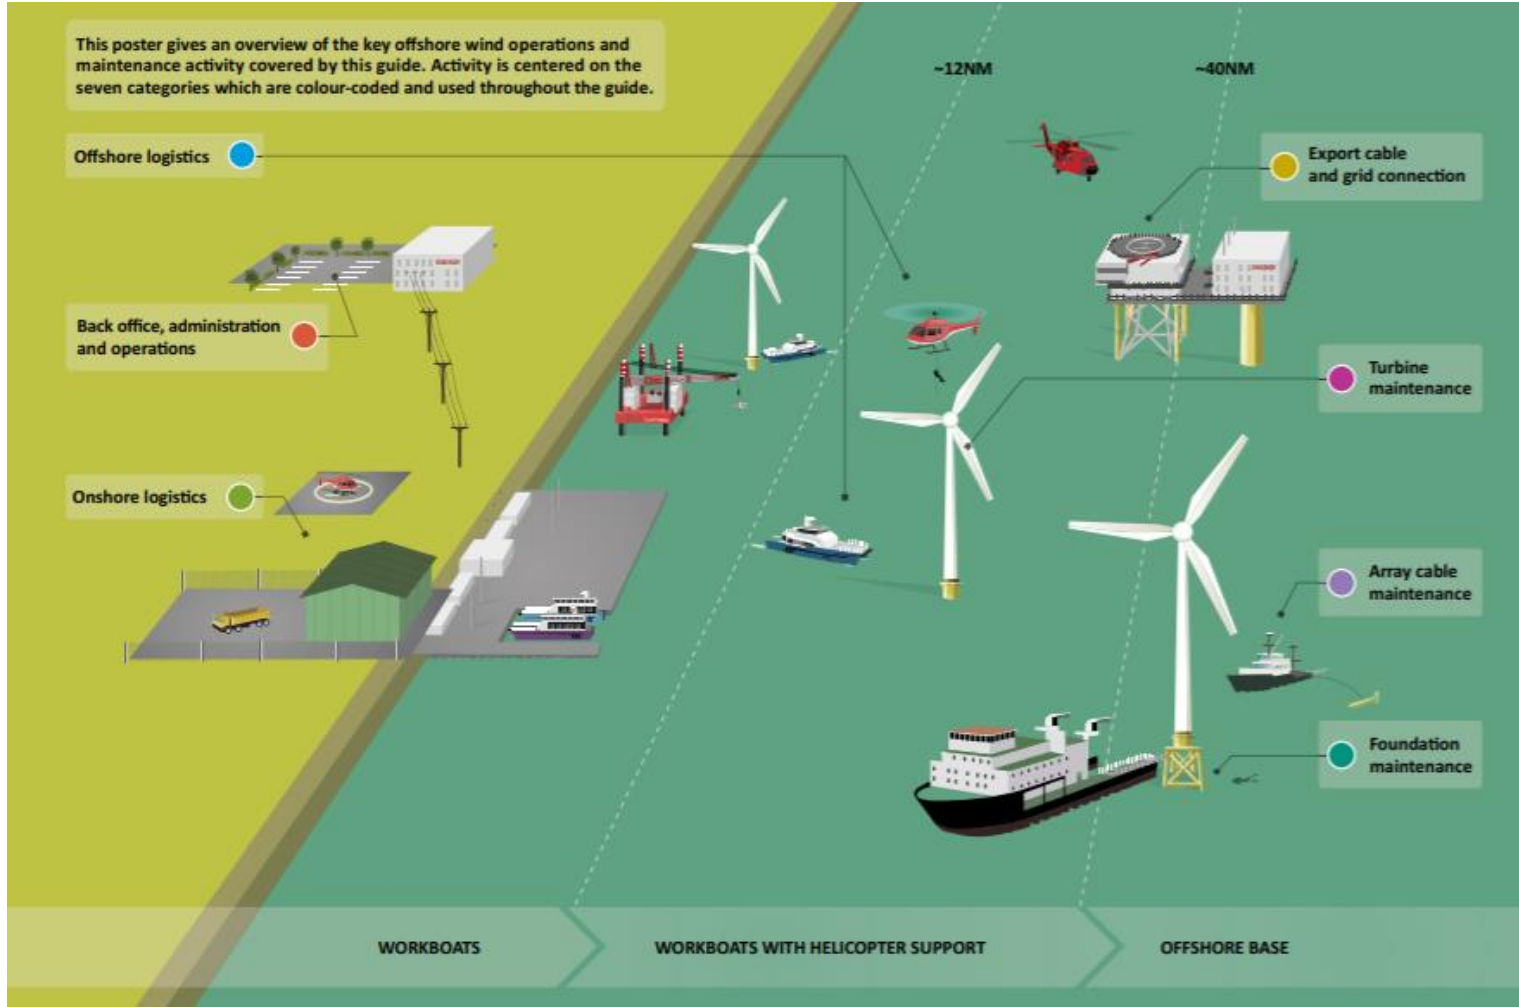 This poster gives an overview of the key offshore wind operations and
maintenance activity covered by this guide. Activity is centered on the
seven categories which are colour-coded and used throughout the guide.
~12NM
~40NM
Offshore logistics
Export cable
and grid connection
Back office, administration
and operations
Turbine
maintenance
Onshore logistics
Array cable
maintenance
Foundation
maintenance
WORKBOATS
WORKBOATS WITH HELICOPTER SUPPORT
OFFSHORE BASE